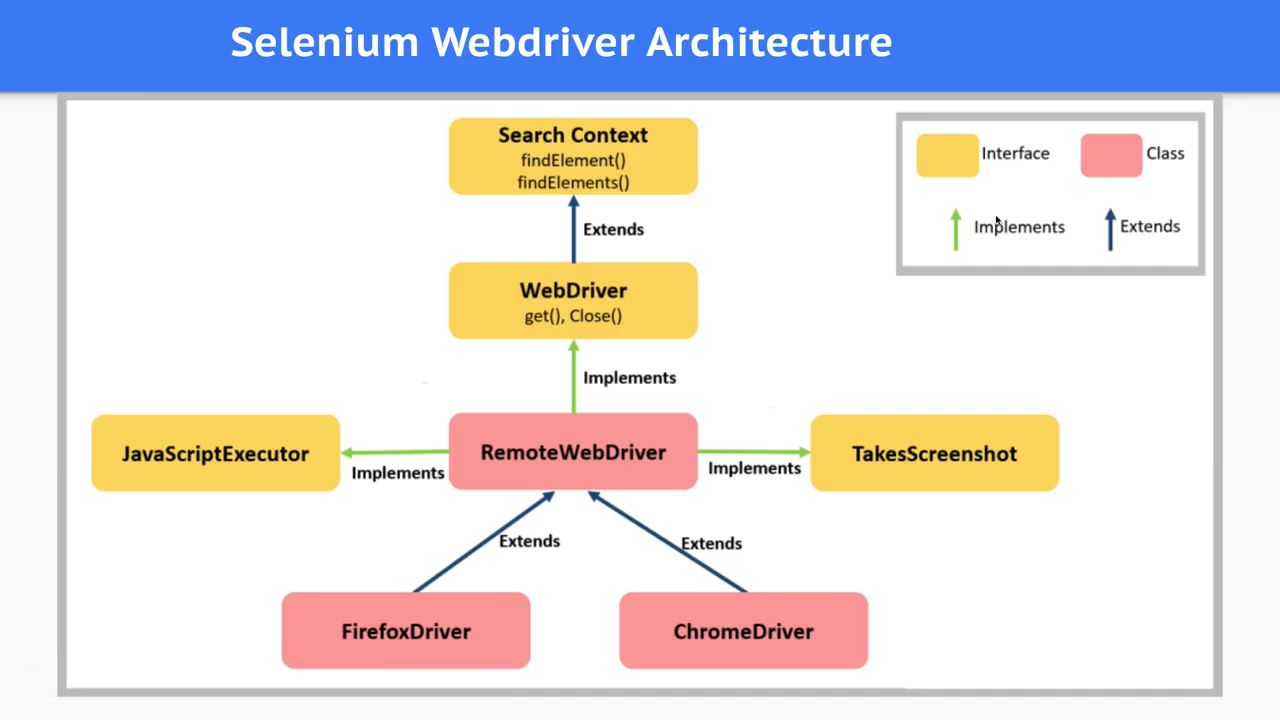 Selenium Webdriver Architecture
Search Context
findElement()
findElements()
Interface
Class
Implements
Extends
Extends
WebDriver
get(), Close()
Implements
JavaScriptExecutor
Implements
RemoteWebDriver
Implements
TakesScreenshot
Extends
Extends
FirefoxDriver
ChromeDriver